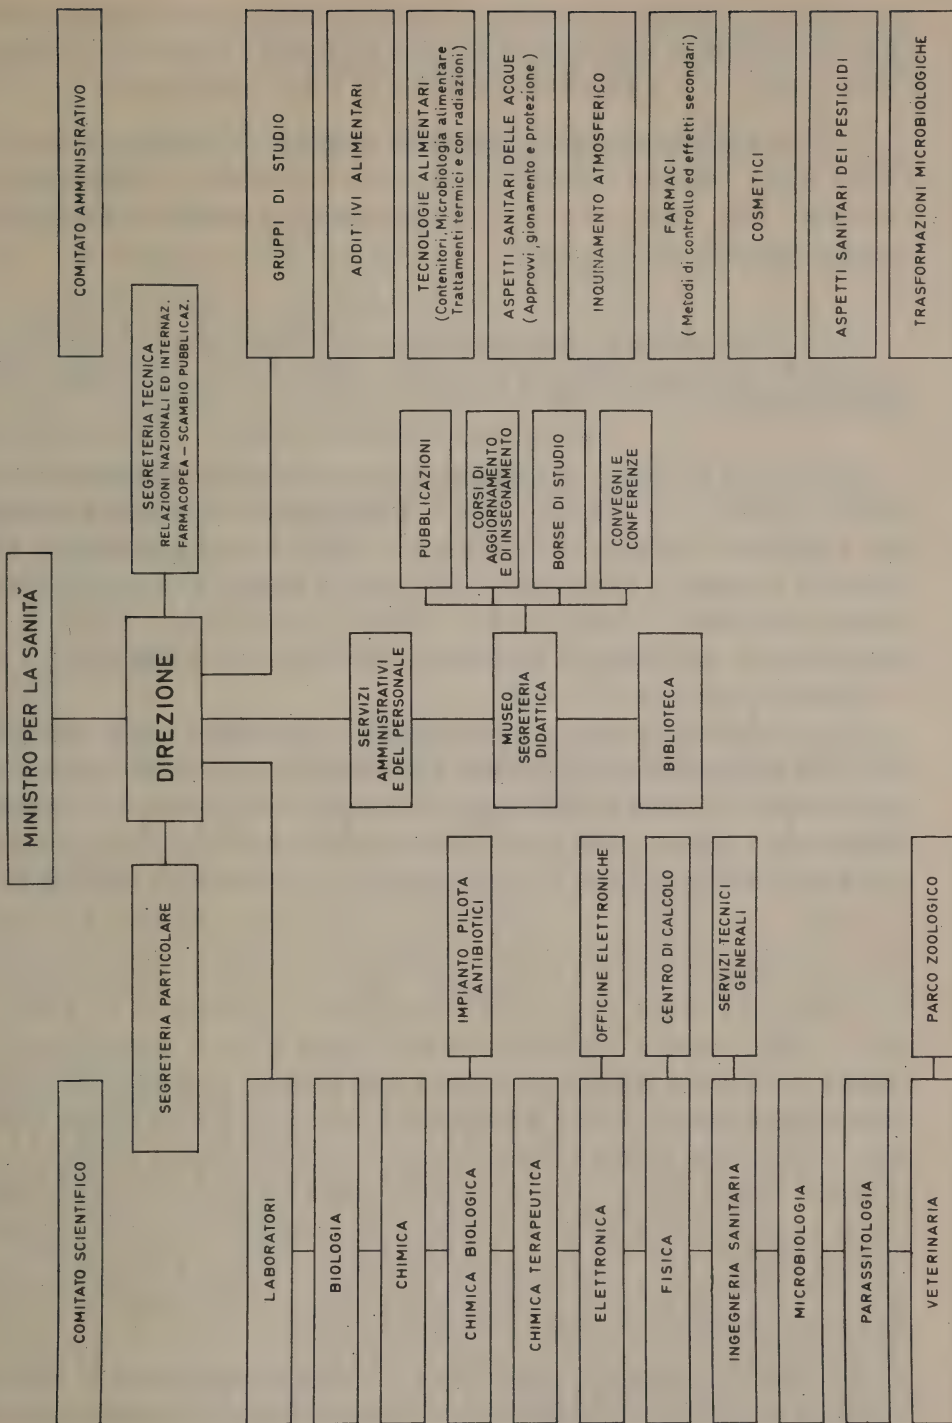 MINISTRO PER LA SANITÀ
COMITATO SCIENTIFICO
COMITATO AMMINISTRATIVO
SEGRETERIA PARTICOLARE
DIREZIONE
SEGRETERIA TECNICA
RELAZIONI NAZIONALI ED INTERNAZ.
FARMACOPEA — SCAMBIO PUBBLICAZ.
LABORATORI
BIOLOGIA
CHIMICA
CHIMICA BIOLOGICA
IMPIANTO PILOTA
ANTIBIOTICI
CHIMICA TERAPEUTICA
ELETTRONICA
OFFICINE ELETTRONICHE
FISICA
CENTRO DI CALCOLO
INGEGNERIA SANITARIA
SERVIZI TECNICI
GENERALI
MICROBIOLOGIA
PARASSITOLOGIA
VETERINARIA
PARCO ZOOLOGICO
SERVIZI
AMMINISTRATIVI
E DEL PERSONALE
MUSEO
SEGRETERIA
DIDATTICA
BIBLIOTECA
PUBBLICAZIONI
CORSI DI
AGGIORNAMENTO
E DI INSEGNAMENTO
BORSE DI STUDIO
CONVEGNI E
CONFERENZE
GRUPPI DI STUDIO
ADDIT IVI ALIMENTARI
TECNOLOGIE ALIMENTARI
(Contenitori, Microbiologia alimentare
Trattamenti termici e con radiazioni)
ASPETTI SANITARI DELLE ACQUE
( Approvvi ,gionamento e protezione )
INQUINAMENTO ATMOSFERICO
FARMACI
( Metodi di controllo ed effetti secondari)
COSMETICI
ASPETTI SANITARI DEI PESTICIDI
TRASFORMAZIONI MICROBIOLOGICHE